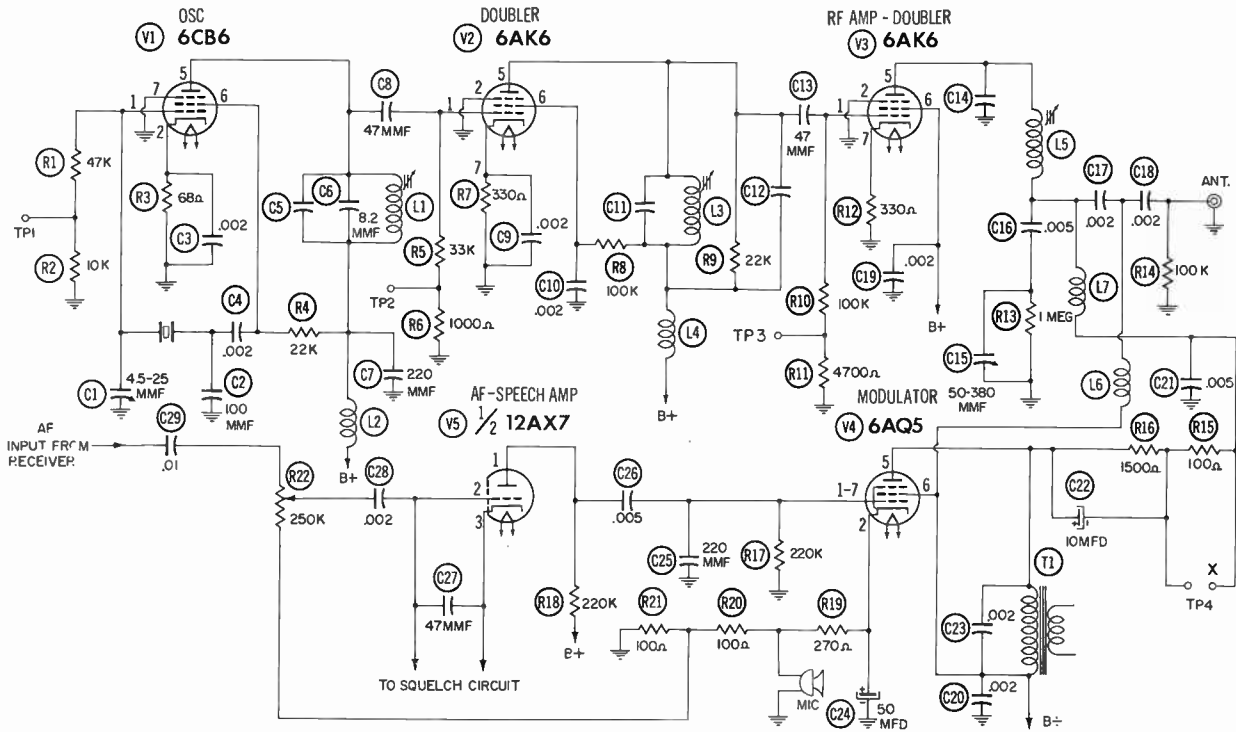 OSC
V1 6CB6
DOUBLER
V2 6AK6
RF AMP - DOUBLER
V3 6AK6
5
7
1
6
2
R1
47K
TP1
R2
10K
R3
68Ω
C3
.002
C8
47MMF
C5
C6
8.2
MMF
L1
R5
33K
TP2
R6
1000Ω
C4
.002
R4
22K
C7
220
MMF
L2
B+
C1
4.5-25
MMF
C2
100
MMF
5
2
1
6
7
R7
330Ω
C9
.002
C10
.002
R8
100K
C11
L3
L4
B+
R9
22K
C12
C13
47
MMF
R10
100K
TP3
R11
4700Ω
5
2
1
6
7
R12
330Ω
C19
.002
B+
C14
L5
C17
.002
C18
.002
ANT.
C16
.005
R14
100K
L7
R13
1 MEG
C15
50-380
MMF
L6
C21
.005
AF
INPUT FROM
RECEIVER
C29
.01
R22
250K
C28
.002
AF-SPEECH AMP
V5 1/2 12AX7
1
2
3
C27
47MMF
TO SQUELCH CIRCUIT
C26
.005
R18
220K
B+
C25
220
MMF
R17
220K
R21
100Ω
R20
100Ω
R19
270Ω
MIC
C24
50
MFD
MODULATOR
V4 6AQ5
5
1-7
6
2
R16
1500Ω
R15
100Ω
C22
10MFD
X
TP4
T1
C23
.002
C20
.002
B÷